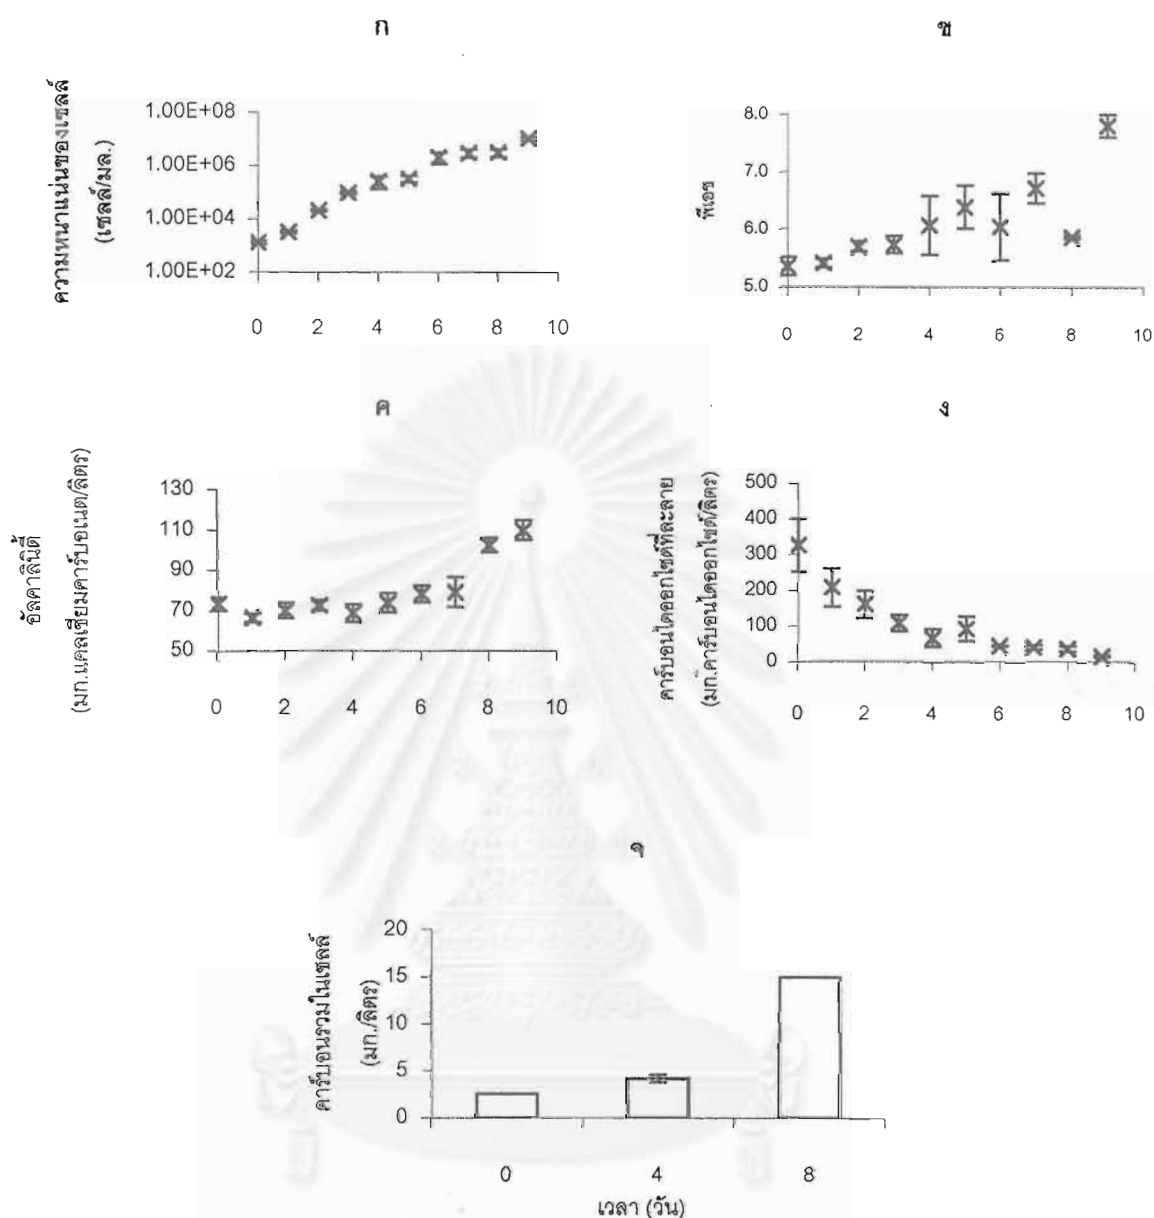 ก
ความหนาแน่นของเซลล์
(เซลล์/มล.)
1.00E+08
1.00E+06
1.00E+04
1.00E+02
0 2 4 6 8 10
ข
พีเอช
8.0
7.0
6.0
5.0
0 2 4 6 8 10
ค
อัลคาลินิตี้
(มก.แคลเซียมคาร์บอเนต/ลิตร)
130
110
90
70
50
0 2 4 6 8 10
ง
คาร์บอนไดออกไซด์ที่ละลาย
(มก.คาร์บอนไดออกไซด์/ลิตร)
500
400
300
200
100
0
0 2 4 6 8 10
จ
คาร์บอนรวมในเซลล์
(มก./ลิตร)
20
15
10
5
0
0 4 8
เวลา (วัน)